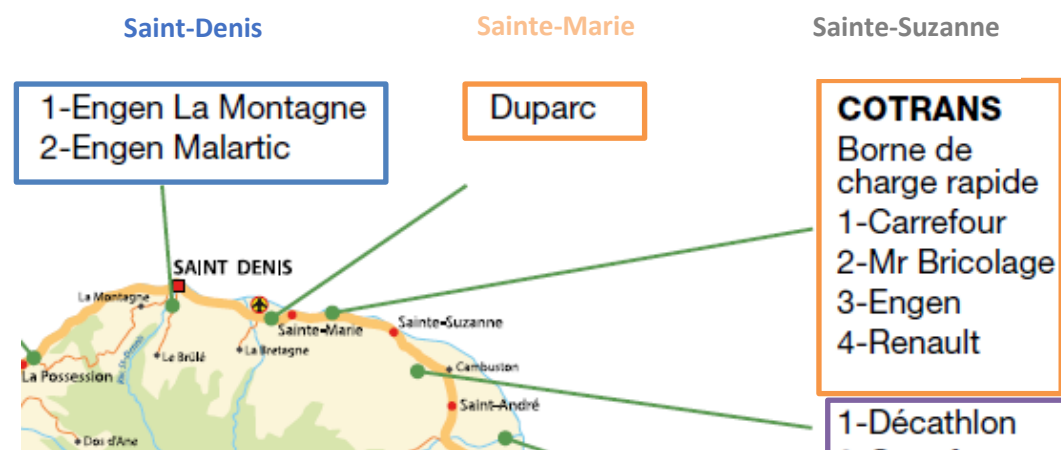 Saint-Denis
Sainte-Marie
Sainte-Suzanne
1-Engen La Montagne
2-Engen Malartic
Duparc
COTRANS
Borne de
charge rapide
1-Carrefour
2-Mr Bricolage
3-Engen
4-Renault
1-Décathlon
SAINT DENIS
La Montagne
Sainte-Marie
Sainte-Suzanne
Le Brûlé
La Bretagne
La Possession
Cambuston
Saint-André
Dos d'Ane